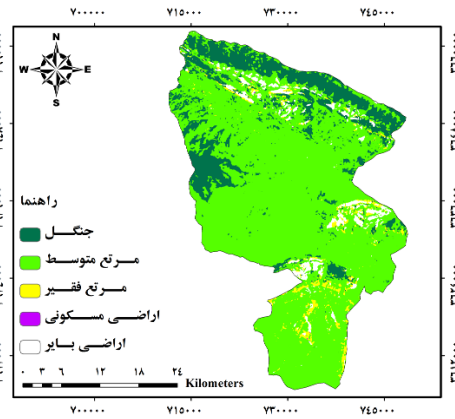 ۷۰۰۰۰۰ ۷۱۵۰۰۰ ۷۳۰۰۰۰ ۷۴۵۰۰۰
N
W E
S
راهنما
جنگل
مرتع متوسط
مرتع فقیر
اراضی مسکونی
اراضی بایر
۰ ۳ ۶ ۱۲ ۱۸ ۲۴
Kilometers
۷۰۰۰۰۰ ۷۱۵۰۰۰ ۷۳۰۰۰۰ ۷۴۵۰۰۰